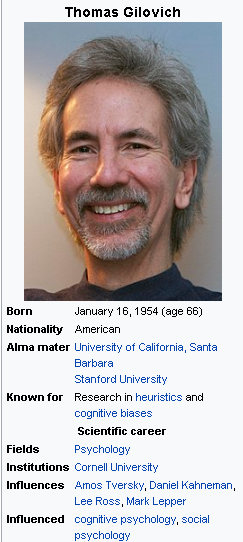 Thomas Gilovich
Born January 16, 1954 (age 66)
Nationality American
Alma mater University of California, Santa
Barbara
Stanford University
Known for Research in heuristics and
cognitive biases
Scientific career
Fields Psychology
Institutions Cornell University
Influences Amos Tversky, Daniel Kahneman,
Lee Ross, Mark Lepper
Influenced cognitive psychology, social
psychology